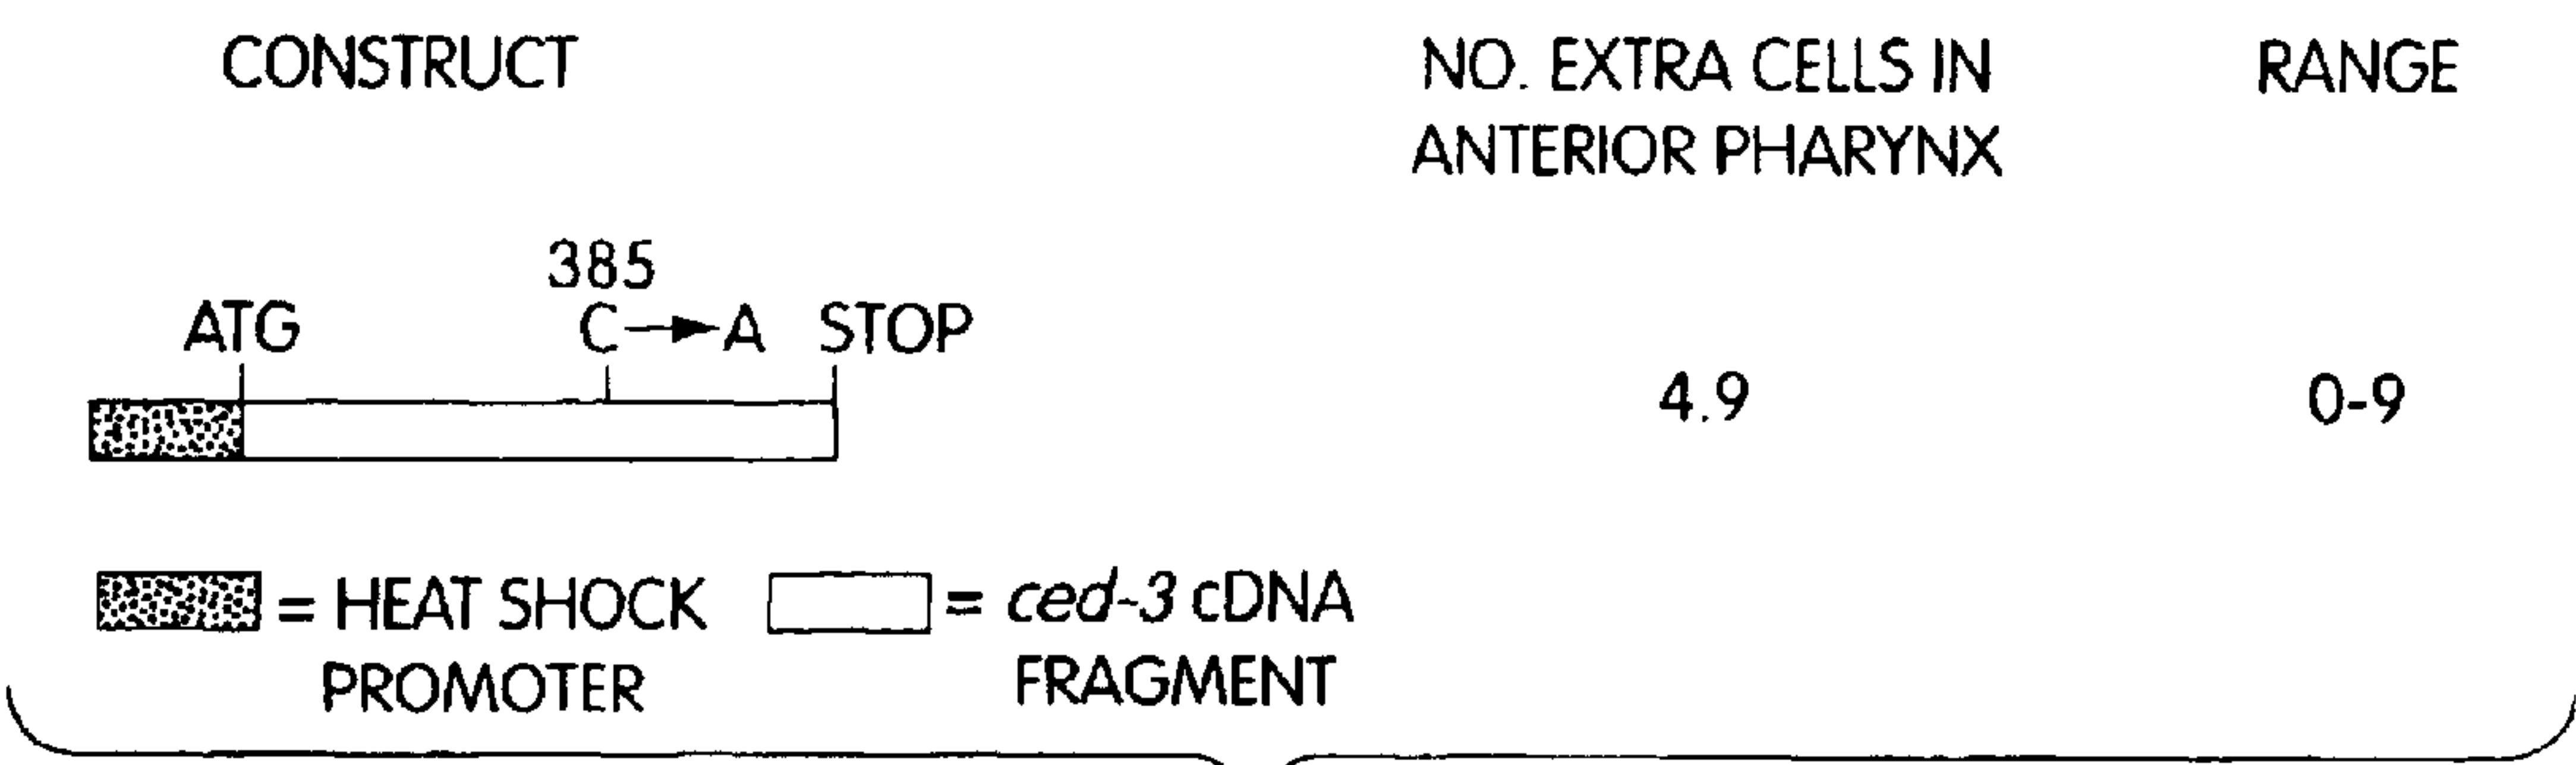 CONSTRUCT
NO. EXTRA CELLS IN
ANTERIOR PHARYNX
RANGE
385
ATG C→A STOP
4.9 0-9
= HEAT SHOCK
PROMOTER
= ced-3 cDNA
FRAGMENT